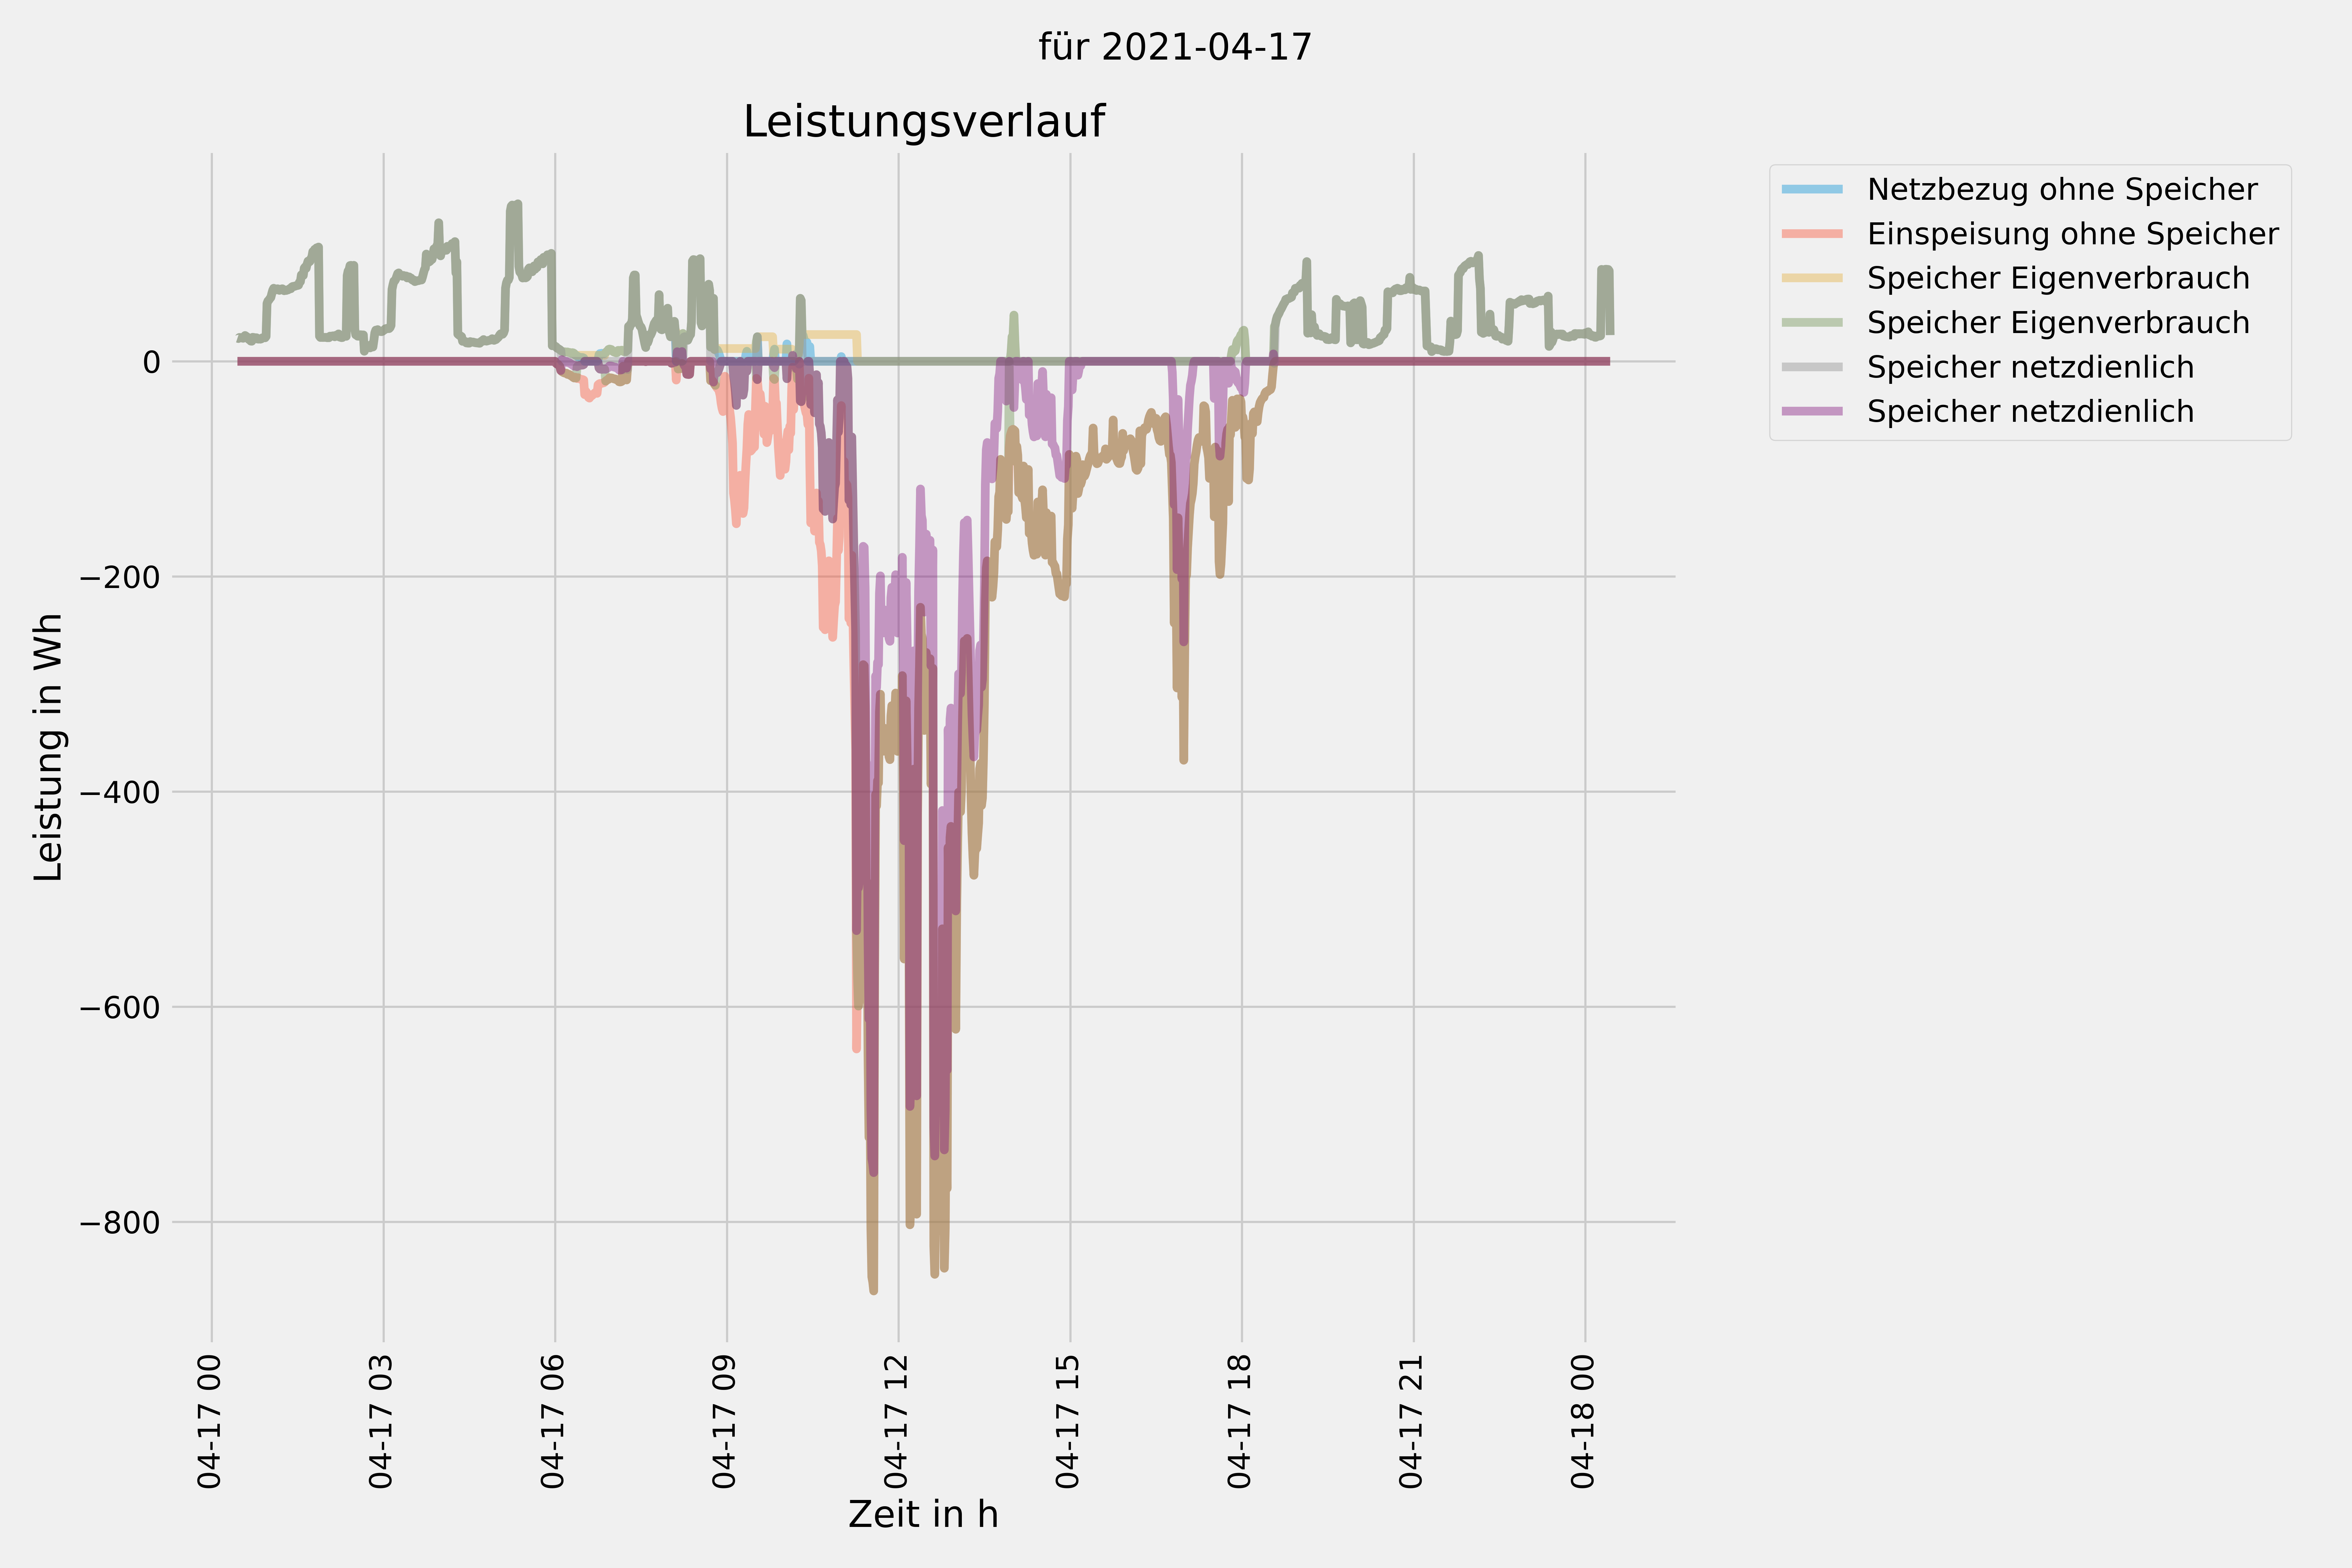 für 2021-04-17
Leistungsverlauf
Netzbezug ohne Speicher
Einspeisung ohne Speicher
Speicher Eigenverbrauch
Speicher Eigenverbrauch
Speicher netzdienlich
Speicher netzdienlich
Leistung in Wh
0
−200
−400
−600
−800
04-17 00
04-17 03
04-17 06
04-17 09
04-17 12
04-17 15
04-17 18
04-17 21
04-18 00
Zeit in h